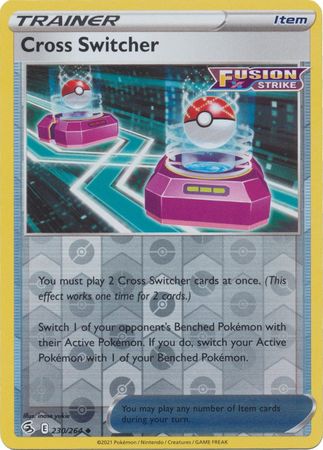 TRAINER Item
Cross Switcher
FUSION
STRIKE
You must play 2 Cross Switcher cards at once. (This
effect works one time for 2 cards.)
Switch 1 of your opponent's Benched Pokémon
with their Active Pokémon. If you do, switch your
Active Pokémon with 1 of your Benched Pokémon.
illus. inose yukie
E 230/264
You may play any number of Item cards
during your turn.
©2021 Pokémon / Nintendo / Creatures / GAME FREAK